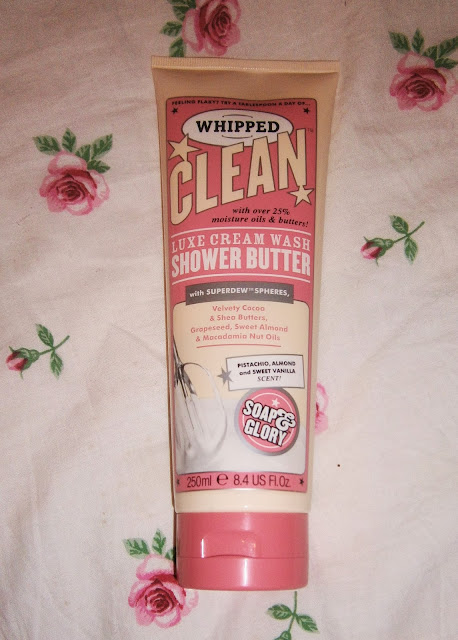 FEELING FLAKY? TRY A TABLESPOON A DAY OF...
WHIPPED
CLEAN™
with over 25%
moisture oils & butters!
LUXE CREAM WASH
SHOWER BUTTER
with SUPERDEW™ SPHERES,
Velvety Cocoa
& Shea Butters,
Grapeseed, Sweet Almond
& Macadamia Nut Oils
PISTACHIO, ALMOND
and SWEET VANILLA
SCENT!
SOAP&
GLORY
250ml ℮ 8.4 US Fl.Oz.